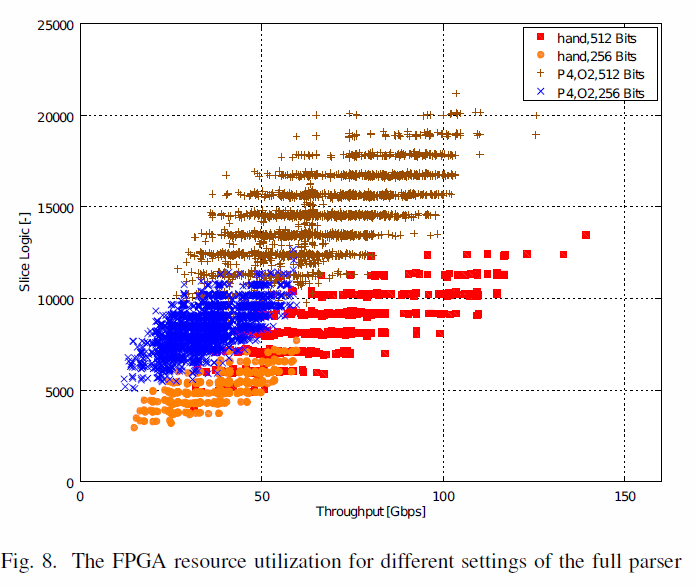 25000
20000
15000
10000
5000
0
Slice Logic [-]
hand,512 Bits
hand,256 Bits
P4,O2,512 Bits
P4,O2,256 Bits
0 50 100 150
Throughput [Gbps]
Fig. 8. The FPGA resource utilization for different settings of the full parser